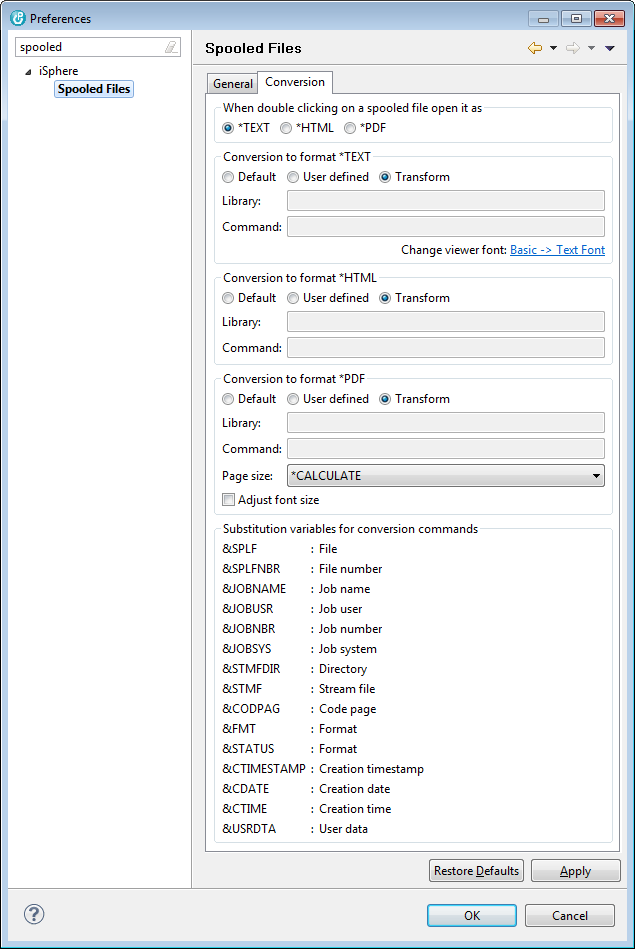 Preferences
spooled
iSphere
Spooled Files
Spooled Files
General Conversion
When double clicking on a spooled file open it as
*TEXT *HTML *PDF
Conversion to format *TEXT
Default User defined Transform
Library:
Command:
Change viewer font: Basic -> Text Font
Conversion to format *HTML
Default User defined Transform
Library:
Command:
Conversion to format *PDF
Default User defined Transform
Library:
Command:
Page size: *CALCULATE
Adjust font size
Substitution variables for conversion commands
&SPLF : File
&SPLFNBR : File number
&JOBNAME : Job name
&JOBUSR : Job user
&JOBNBR : Job number
&JOBSYS : Job system
&STMFDIR : Directory
&STMF : Stream file
&CODPAG : Code page
&FMT : Format
&STATUS : Format
&CTIMESTAMP : Creation timestamp
&CDATE : Creation date
&CTIME : Creation time
&USRDTA : User data
Restore Defaults Apply
? OK Cancel